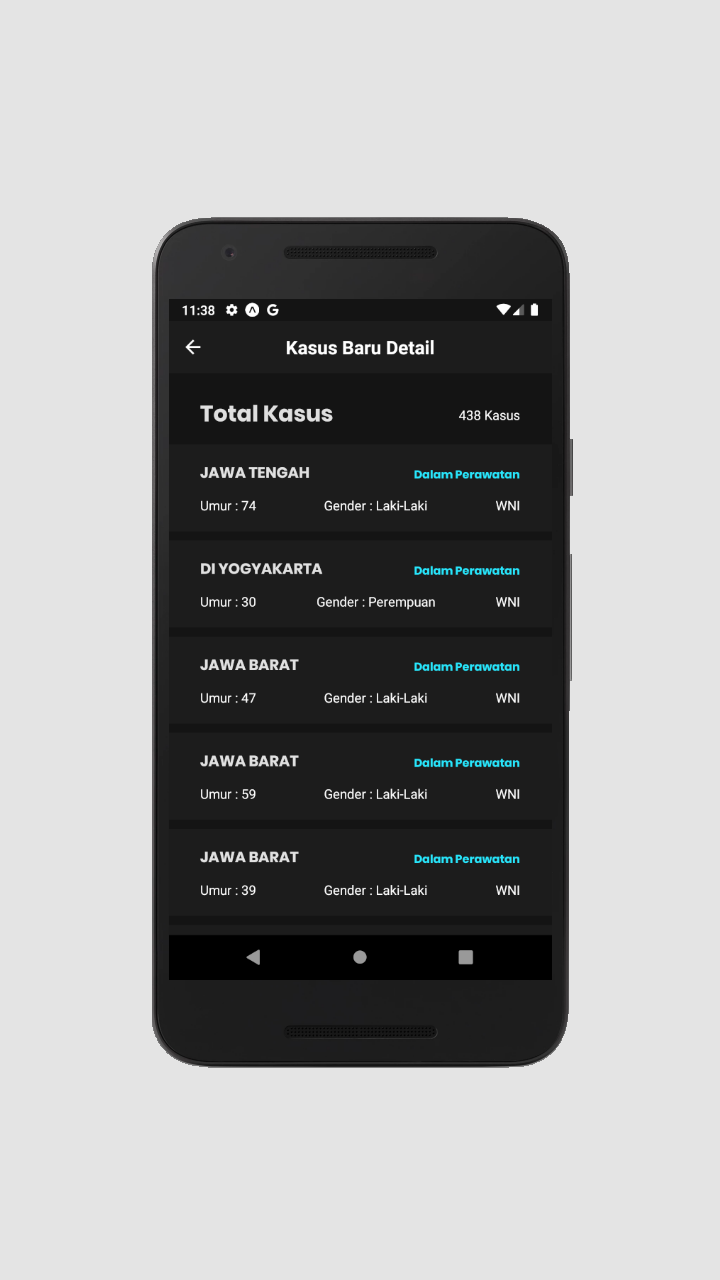 11:38
Kasus Baru Detail
Total Kasus 438 Kasus
JAWA TENGAH Dalam Perawatan
Umur : 74 Gender : Laki-Laki WNI
DI YOGYAKARTA Dalam Perawatan
Umur : 30 Gender : Perempuan WNI
JAWA BARAT Dalam Perawatan
Umur : 47 Gender : Laki-Laki WNI
JAWA BARAT Dalam Perawatan
Umur : 59 Gender : Laki-Laki WNI
JAWA BARAT Dalam Perawatan
Umur : 39 Gender : Laki-Laki WNI